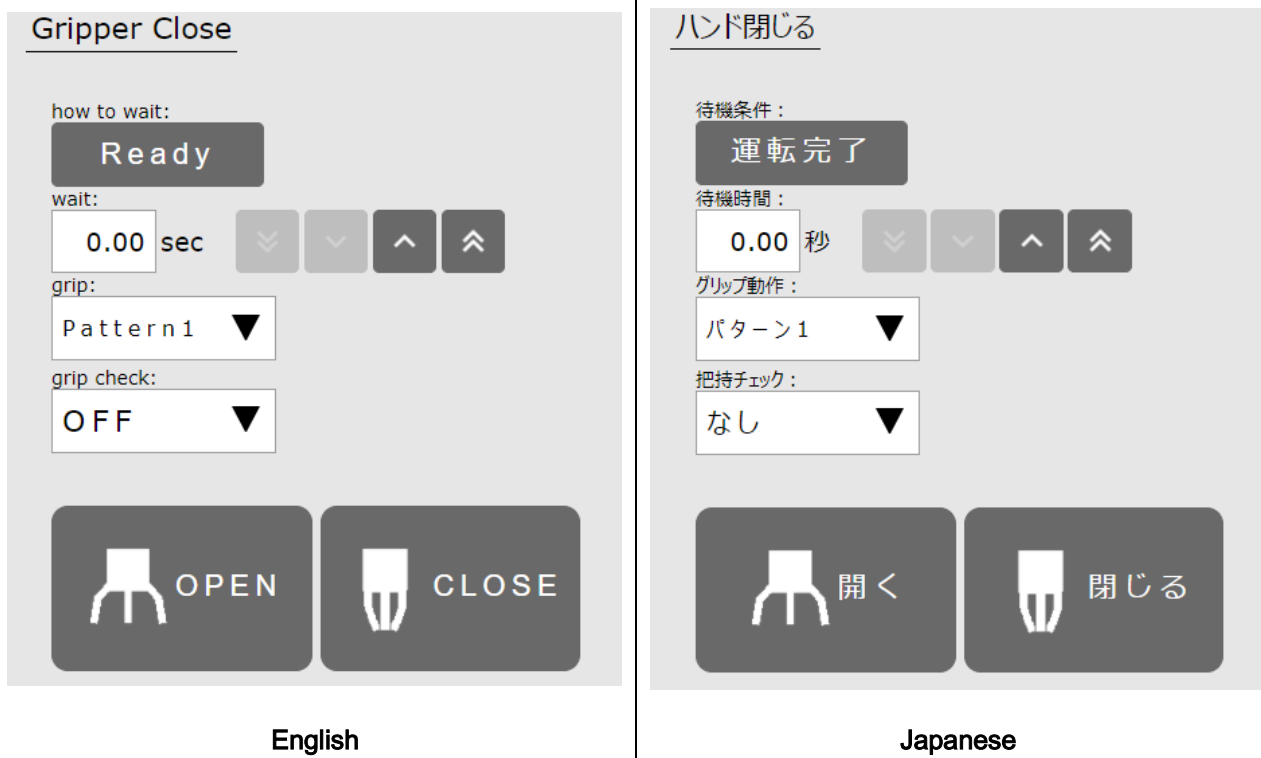 Gripper Close
how to wait:
Ready
wait:
0.00 sec
grip:
Pattern1
grip check:
OFF
OPEN
CLOSE
English
ハンド閉じる
待機条件：
運転完了
待機時間：
0.00 秒
グリップ動作：
パターン1
把持チェック：
なし
開く
閉じる
Japanese